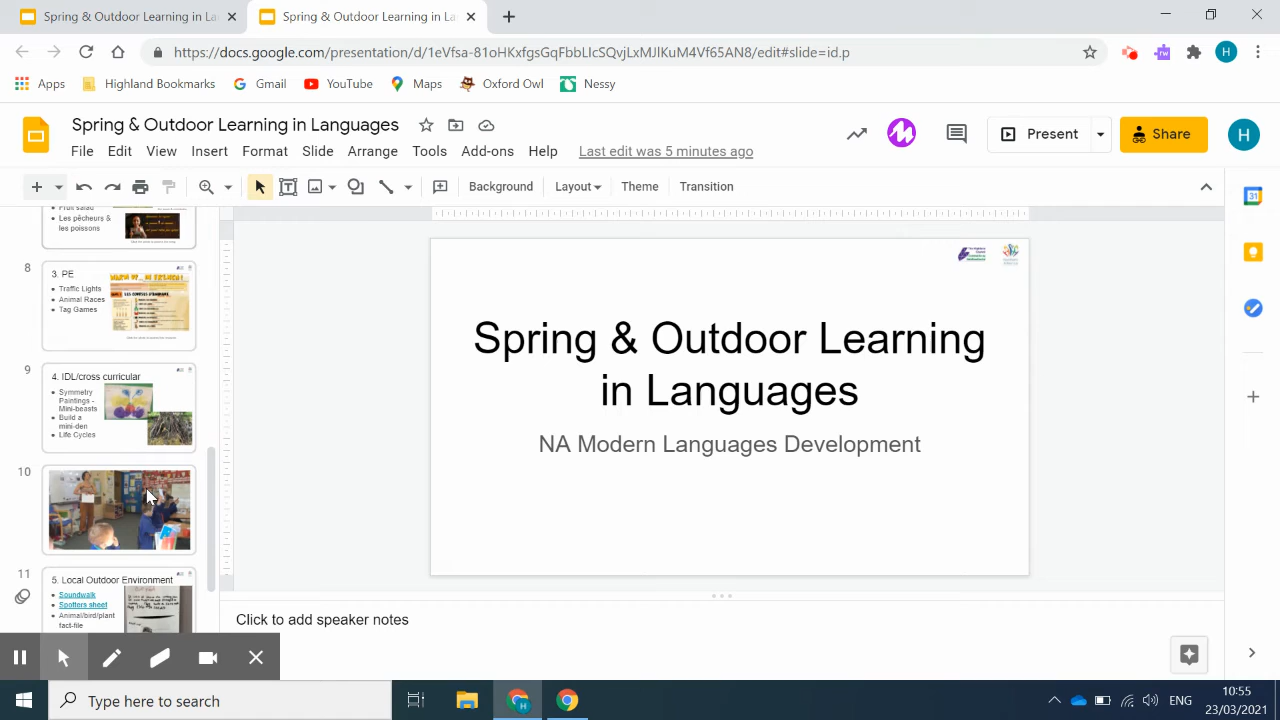 Spring & Outdoor Learning in La
Spring & Outdoor Learning in La
https://docs.google.com/presentation/d/1eVfsa-81oHKxfgsGqFbbLIcSQvjLxMJlKuM4Vf65AN8/edit#slide=id.p
H
Apps
Highland Bookmarks
Gmail
YouTube
Maps
Oxford Owl
Nessy
Spring & Outdoor Learning in Languages
Present
Share
H
File Edit View Insert Format Slide Arrange Tools Add-ons Help
Last edit was 5 minutes ago
Background
Layout
Theme
Transition
Fruit salad
Les pêcheurs &
les poissons
8
3. PE
Traffic Lights
Animal Races
Tag Games
9
4. IDL/cross curricular
Symmetry
Paintings -
Mini-beasts
Build a
mini-den
Life Cycles
10
11
5. Local Outdoor Environment
Soundwalk
Spotters sheet
Animal/bird/plant
fact-file
Spring & Outdoor Learning
in Languages
NA Modern Languages Development
Click to add speaker notes
31
Type here to search
H
ENG
10:55
23/03/2021